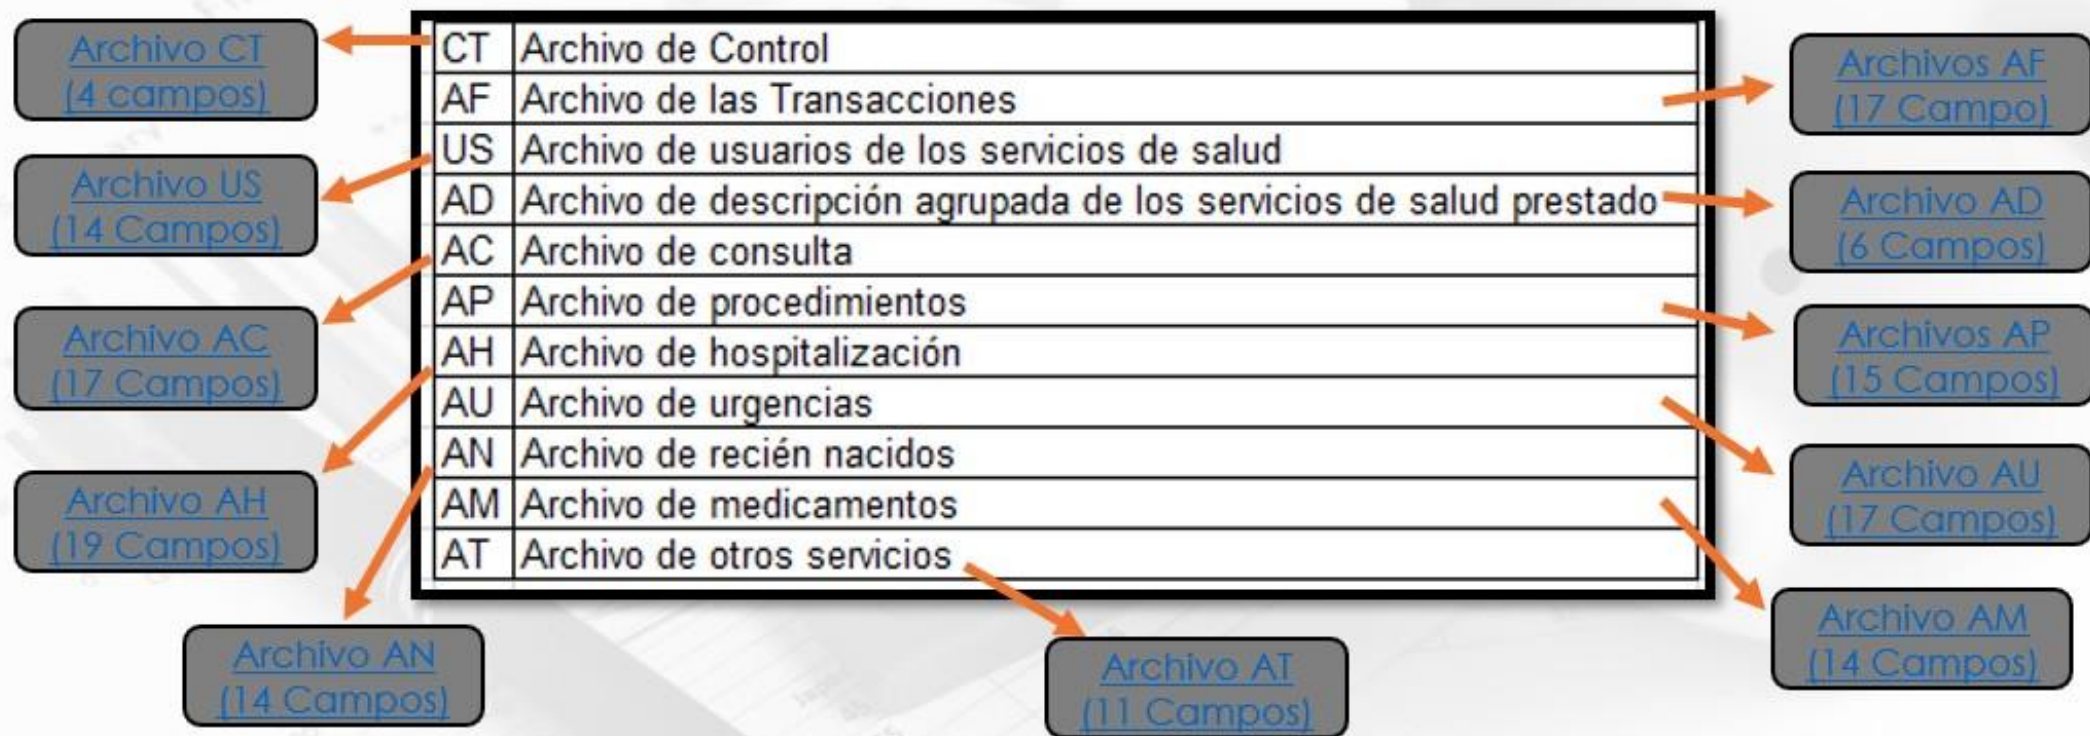 Archivo CT
(4 campos)
Archivo US
(14 Campos)
Archivo AC
(17 Campos)
Archivo AH
(19 Campos)
Archivo AN
(14 Campos)
CT Archivo de Control
AF Archivo de las Transacciones
US Archivo de usuarios de los servicios de salud
AD Archivo de descripción agrupada de los servicios de salud prestado
AC Archivo de consulta
AP Archivo de procedimientos
AH Archivo de hospitalización
AU Archivo de urgencias
AN Archivo de recién nacidos
AM Archivo de medicamentos
AT Archivo de otros servicios
Archivo AT
(11 Campos)
Archivos AF
(17 Campo)
Archivo AD
(6 Campos)
Archivos AP
(15 Campos)
Archivo AU
(17 Campos)
Archivo AM
(14 Campos)